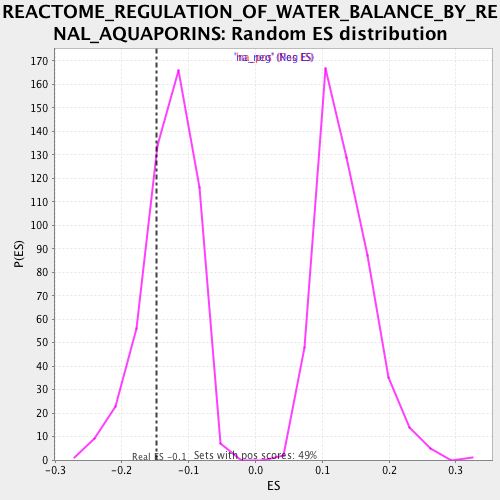 REACTOME_REGULATION_OF_WATER_BALANCE_BY_RE
NAL_AQUAPORINS: Random ES distribution
(Neg ES)
170
160
150
140
130
120
110
100
90
80
70
60
50
40
30
20
10
0
P(ES)
Real ES -0.1
Sets with pos scores: 49%
-0.3 -0.2 -0.1 0.0 0.1 0.2 0.3
ES